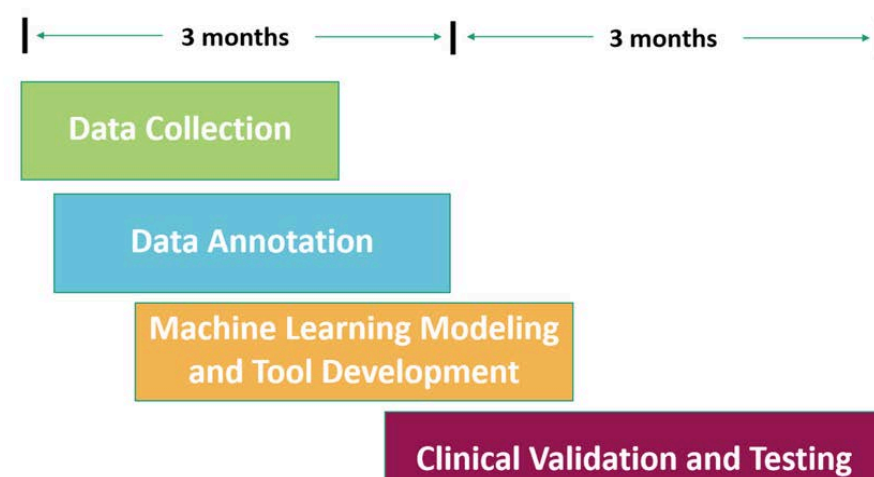 3 months
3 months
Data Collection
Data Annotation
Machine Learning Modeling
and Tool Development
Clinical Validation and Testing